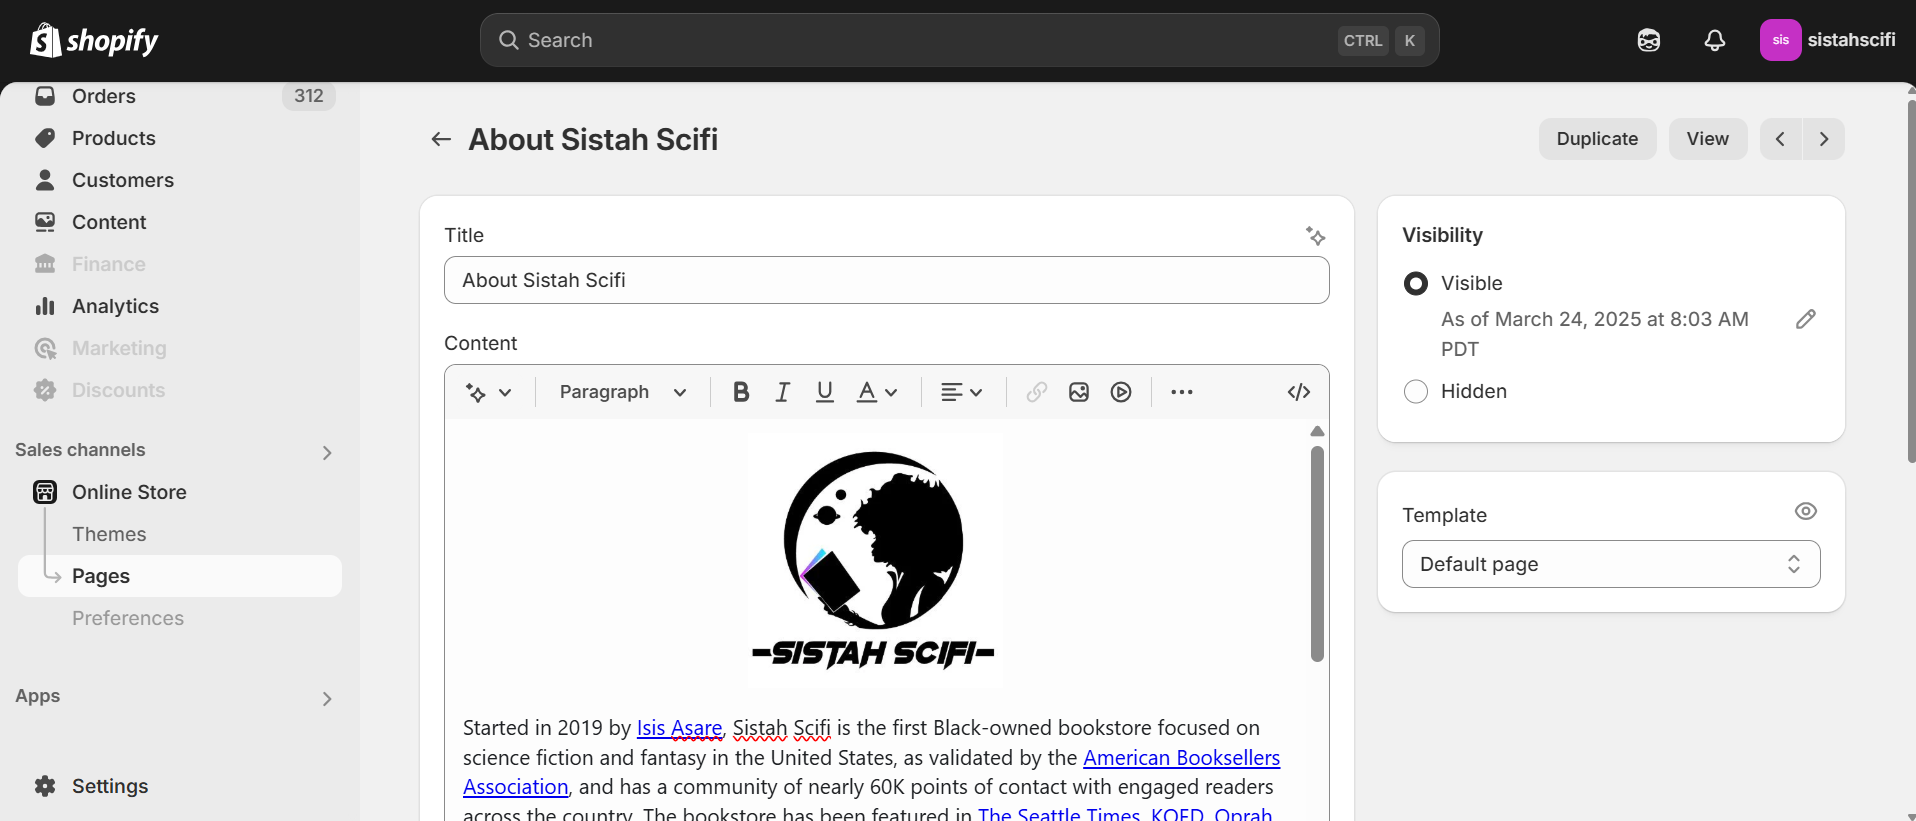 shopify
Search
CTRL K
sis
sistahscifi
Orders
312
Products
Customers
Content
Finance
Analytics
Marketing
Discounts
Sales channels
Online Store
Themes
Pages
Preferences
Apps
Settings
About Sistah Scifi
Duplicate
View
Title
About Sistah Scifi
Content
Paragraph
B I U A
-SISTAH SCIFI-
Started in 2019 by Isis Asare, Sistah Scifi is the first Black-owned bookstore focused on
science fiction and fantasy in the United States, as validated by the American Booksellers
Association, and has a community of nearly 60K points of contact with engaged readers
across the country. The bookstore has been featured in The Seattle Times, KQED, Oprah
Visibility
Visible
As of March 24, 2025 at 8:03 AM
PDT
Hidden
Template
Default page